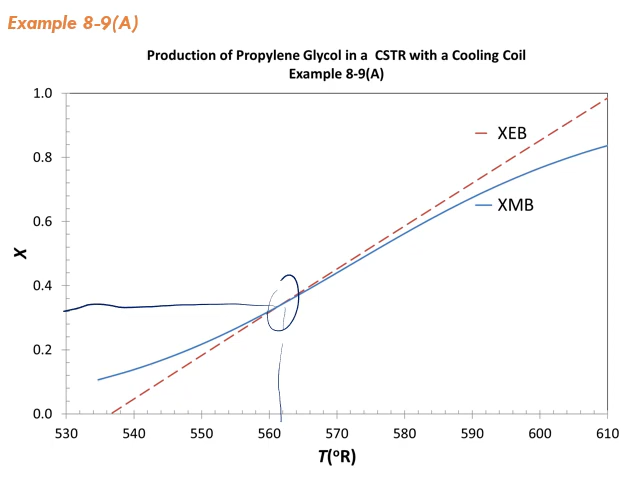 Example 8-9(A)
Production of Propylene Glycol in a CSTR with a Cooling Coil
Example 8-9(A)
1.0
XEB
0.8
XMB
0.6
X
0.4
0.2
0.0
530 540 550 560 570 580 590 600 610
T(ºR)